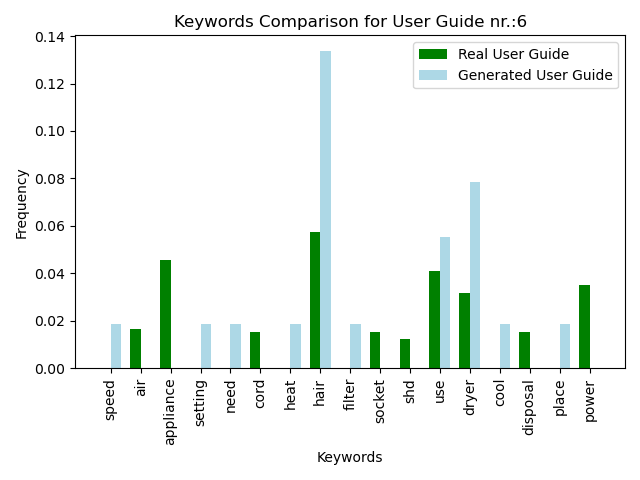 Keywords Comparison for User Guide nr.:6
Real User Guide
Generated User Guide
Frequency
0.14
0.12
0.10
0.08
0.06
0.04
0.02
0.00
speed
air
appliance
setting
need
cord
heat
hair
filter
socket
shd
use
dryer
cool
disposal
place
power
Keywords